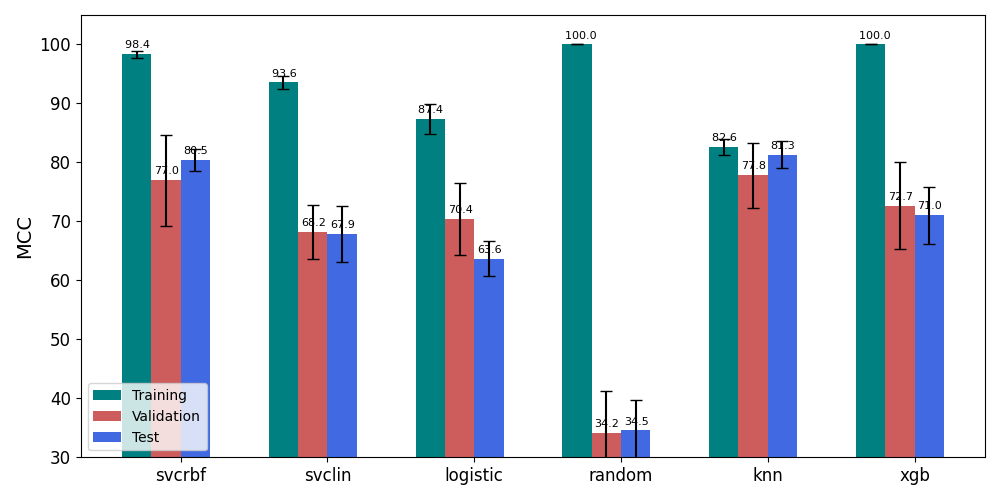 MCC
100
90
80
70
60
50
40
30
98.4
77.0
80.5
93.6
68.2
67.9
87.4
70.4
63.6
100.0
34.2
34.5
82.6
77.8
81.3
100.0
72.7
71.0
Training
Validation
Test
svcrbf
svclin
logistic
random
knn
xgb